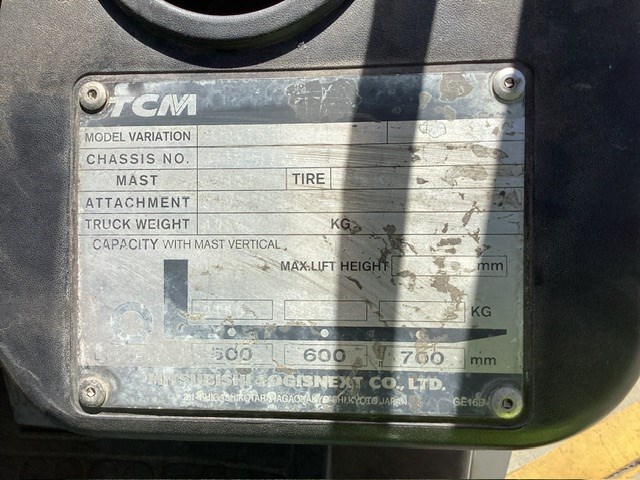 TCM
MODEL VARIATION
CHASSIS NO.
MAST TIRE
ATTACHMENT
TRUCK WEIGHT KG
CAPACITY WITH MAST VERTICAL
MAX.LIFT HEIGHT mm
KG
500 600 700 mm
MITSUBISHI LOGISNEXT CO., LTD.
JAPAN